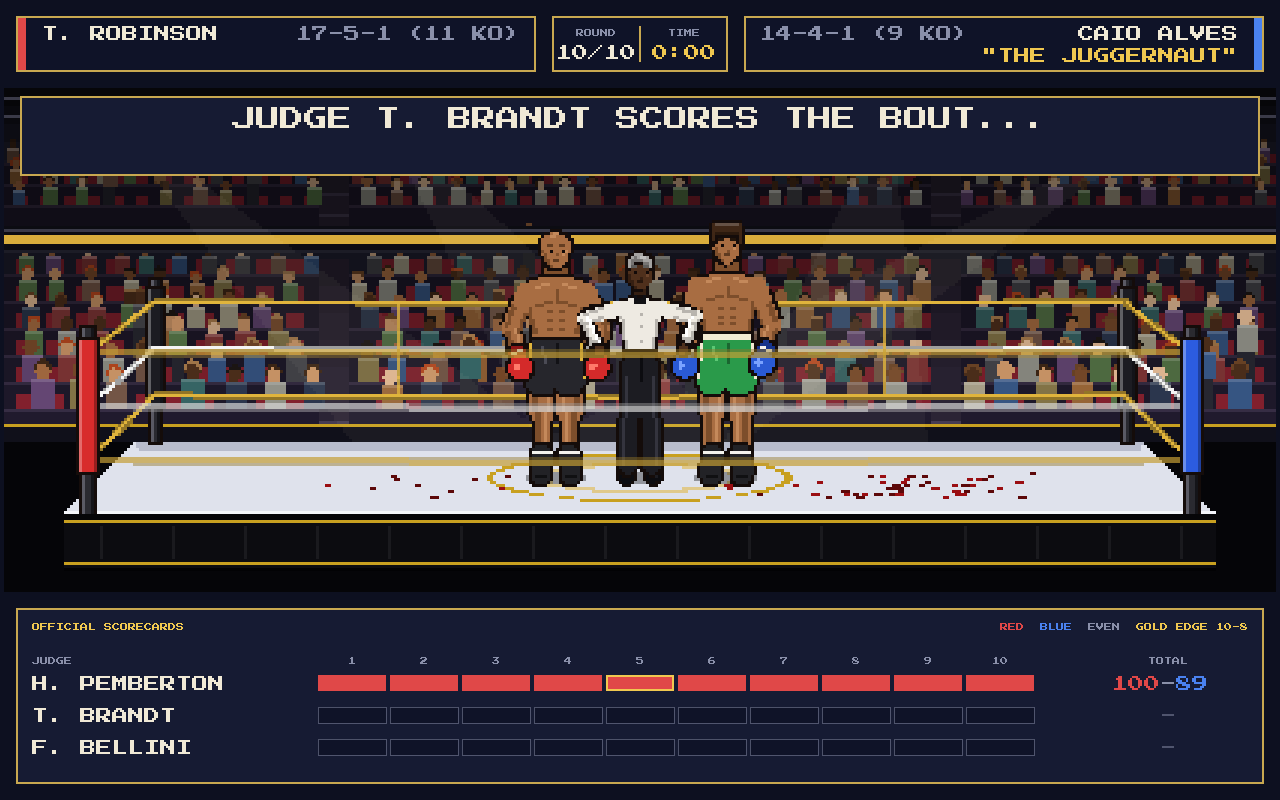 T. ROBINSON 17-5-1 (11 KO)
ROUND TIME
10/10 0:00
14-4-1 (9 KO) CAIO ALVES
"THE JUGGERNAUT"
JUDGE T. BRANDT SCORES THE BOUT...
OFFICIAL SCORECARDS RED BLUE EVEN GOLD EDGE 10-8
JUDGE 1 2 3 4 5 6 7 8 9 10 TOTAL
H. PEMBERTON 100-89
T. BRANDT —
F. BELLINI —